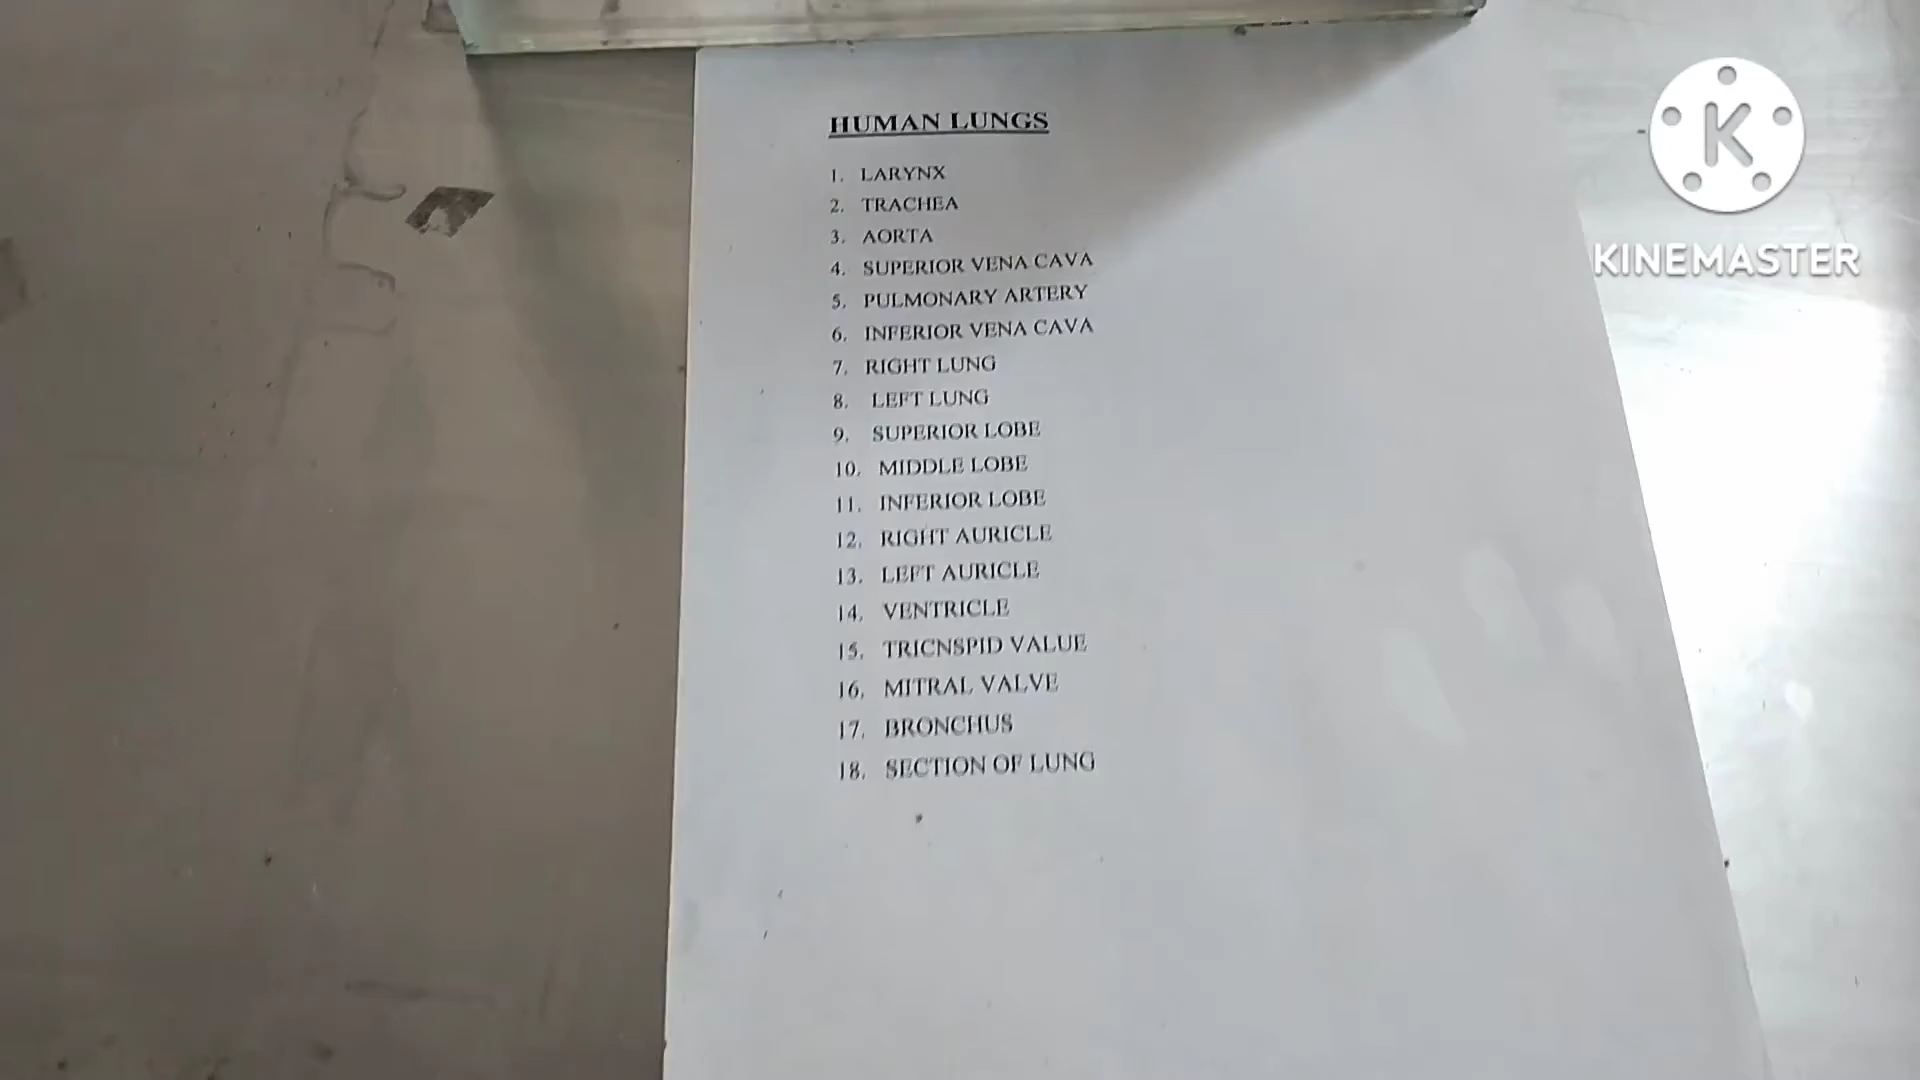 HUMAN LUNGS
1. LARYNX
2. TRACHEA
3. AORTA
4. SUPERIOR VENA CAVA
5. PULMONARY ARTERY
6. INFERIOR VENA CAVA
7. RIGHT LUNG
8. LEFT LUNG
9. SUPERIOR LOBE
10. MIDDLE LOBE
11. INFERIOR LOBE
12. RIGHT AURICLE
13. LEFT AURICLE
14. VENTRICLE
15. TRICNSPID VALUE
16. MITRAL VALVE
17. BRONCHUS
18. SECTION OF LUNG
K
KINEMASTER